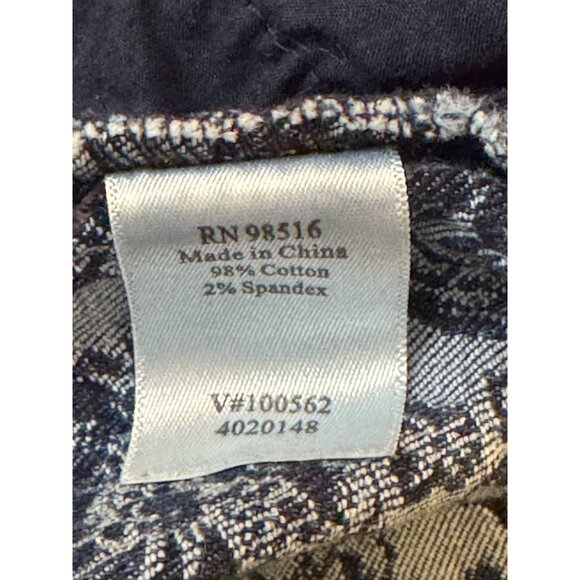 RN 98516
Made in China
98% Cotton
2% Spandex
V#100562
4020148